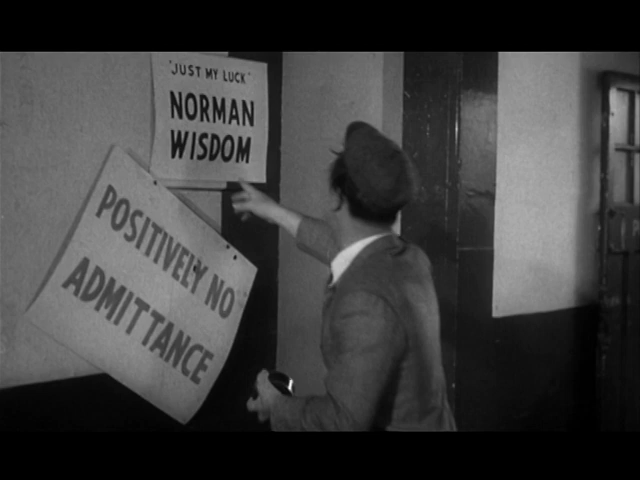 'JUST MY LUCK'
NORMAN
WISDOM
POSITIVELY NO
ADMITTANCE